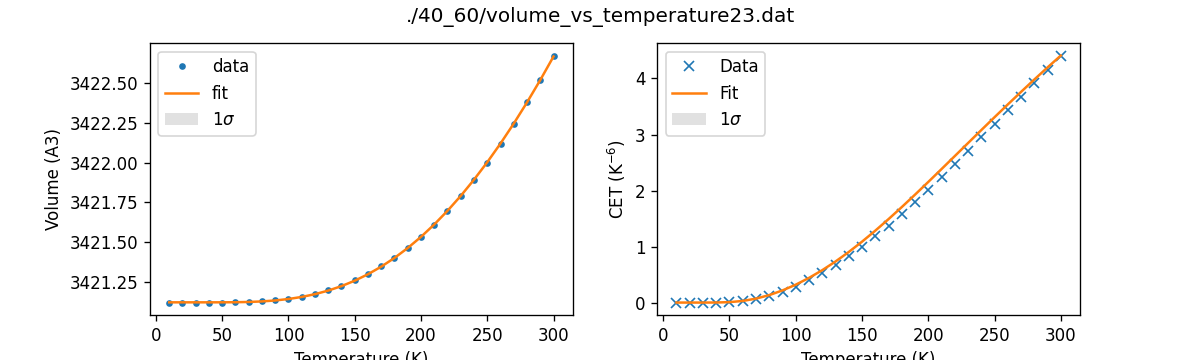 ./40_60/volume_vs_temperature23.dat
Volume (A3)
3422.50
3422.25
3422.00
3421.75
3421.50
3421.25
data
fit
1σ
0 50 100 150 200 250 300
Temperature (K)
CET (K⁻⁶)
4
3
2
1
0
Data
Fit
1σ
0 50 100 150 200 250 300
Temperature (K)